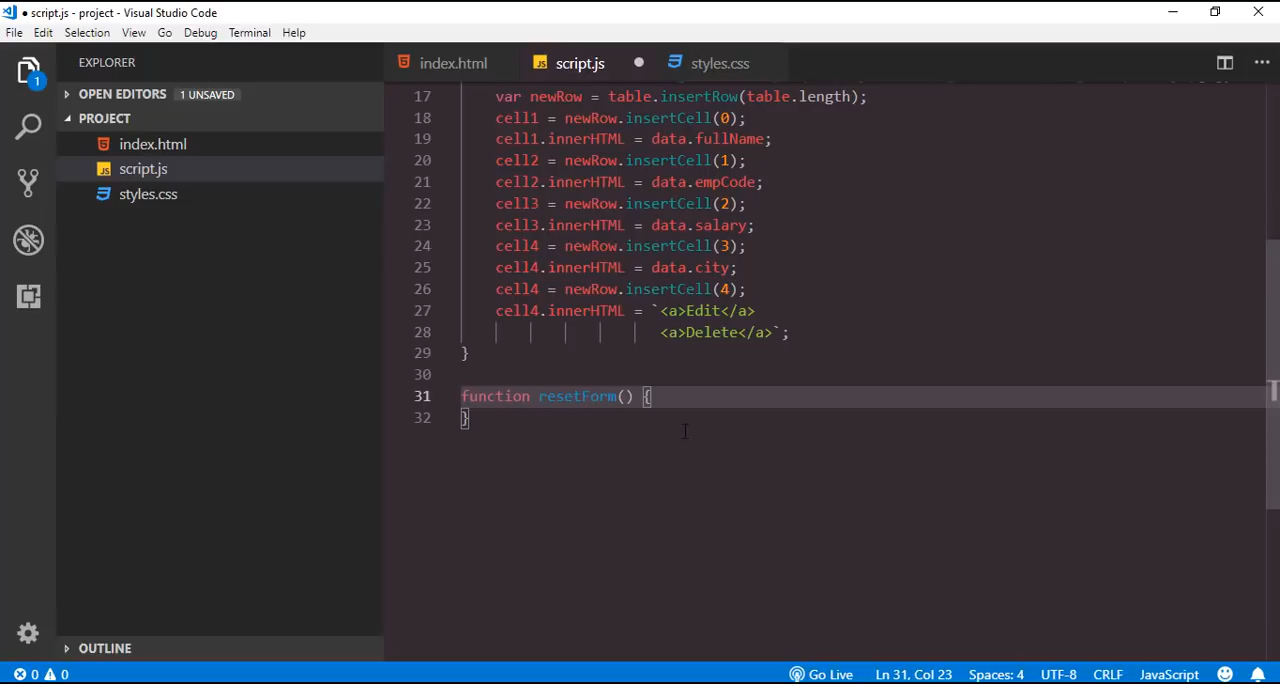 script.js - project - Visual Studio Code
File Edit Selection View Go Debug Terminal Help
EXPLORER
index.html script.js styles.css
OPEN EDITORS 1 UNSAVED
PROJECT
index.html
script.js
styles.css
OUTLINE
1
17 var newRow = table.insertRow(table.length);
18 cell1 = newRow.insertCell(0);
19 cell1.innerHTML = data.fullName;
20 cell2 = newRow.insertCell(1);
21 cell2.innerHTML = data.empCode;
22 cell3 = newRow.insertCell(2);
23 cell3.innerHTML = data.salary;
24 cell4 = newRow.insertCell(3);
25 cell4.innerHTML = data.city;
26 cell4 = newRow.insertCell(4);
27 cell4.innerHTML = `<a>Edit</a>
28 <a>Delete</a>`;
29 }
30
31 function resetForm() {
32 }
0 0 Go Live Ln 31, Col 23 Spaces: 4 UTF-8 CRLF JavaScript